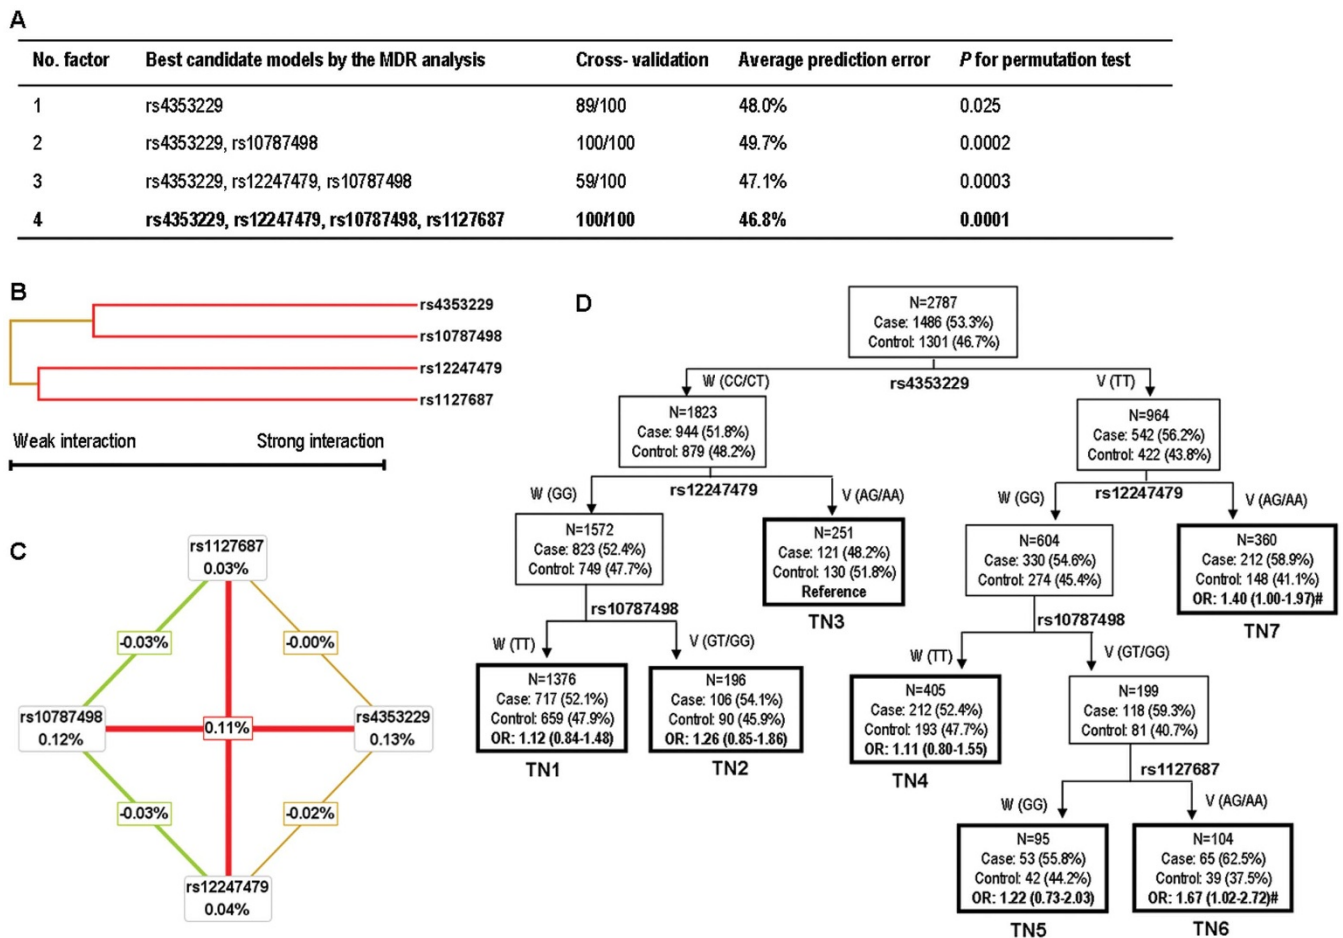 A
No. factor Best candidate models by the MDR analysis Cross- validation Average prediction error P for permutation test
1 rs4353229 89/100 48.0% 0.025
2 rs4353229, rs10787498 100/100 49.7% 0.0002
3 rs4353229, rs12247479, rs10787498 59/100 47.1% 0.0003
4 rs4353229, rs12247479, rs10787498, rs1127687 100/100 46.8% 0.0001
B
rs4353229
rs10787498
rs12247479
rs1127687
Weak interaction Strong interaction
C
rs1127687
0.03%
-0.03%
-0.00%
rs10787498
0.12%
0.11%
rs4353229
0.13%
-0.03%
-0.02%
rs12247479
0.04%
D
N=2787
Case: 1486 (53.3%)
Control: 1301 (46.7%)
W (CC/CT)
rs4353229
V (TT)
N=1823
Case: 944 (51.8%)
Control: 879 (48.2%)
N=964
Case: 542 (56.2%)
Control: 422 (43.8%)
W (GG)
rs12247479
V (AG/AA)
W (GG)
rs12247479
V (AG/AA)
N=1572
Case: 823 (52.4%)
Control: 749 (47.7%)
N=251
Case: 121 (48.2%)
Control: 130 (51.8%)
Reference
TN3
N=604
Case: 330 (54.6%)
Control: 274 (45.4%)
N=360
Case: 212 (58.9%)
Control: 148 (41.1%)
OR: 1.40 (1.00-1.97)#
TN7
rs10787498
W (TT)
V (GT/GG)
rs10787498
W (TT)
V (GT/GG)
N=1376
Case: 717 (52.1%)
Control: 659 (47.9%)
OR: 1.12 (0.84-1.48)
TN1
N=196
Case: 106 (54.1%)
Control: 90 (45.9%)
OR: 1.26 (0.85-1.86)
TN2
N=405
Case: 212 (52.4%)
Control: 193 (47.7%)
OR: 1.11 (0.80-1.55)
TN4
N=199
Case: 118 (59.3%)
Control: 81 (40.7%)
rs1127687
W (GG)
V (AG/AA)
N=95
Case: 53 (55.8%)
Control: 42 (44.2%)
OR: 1.22 (0.73-2.03)
TN5
N=104
Case: 65 (62.5%)
Control: 39 (37.5%)
OR: 1.67 (1.02-2.72)#
TN6